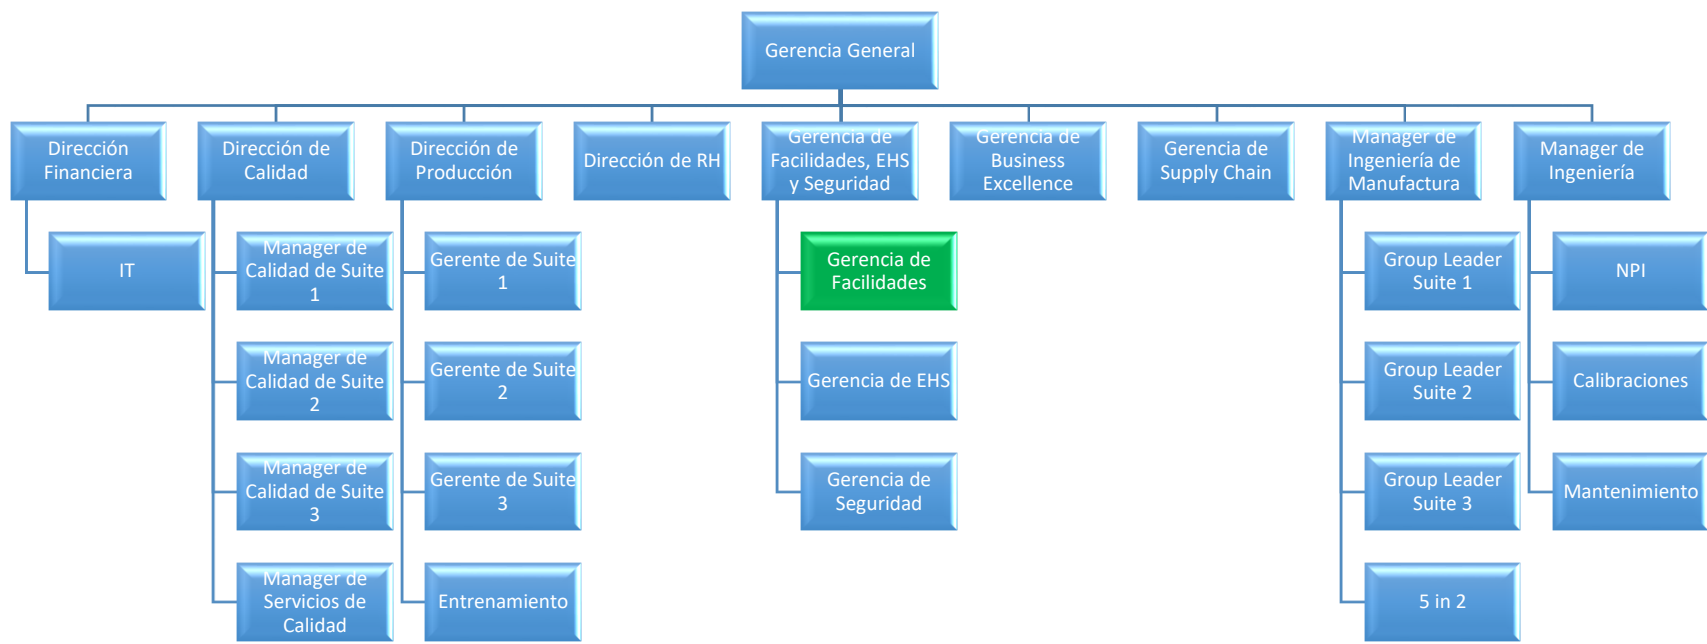 Gerencia General
Dirección
Financiera
Dirección de
Calidad
Dirección de
Producción
Dirección de RH
Gerencia de
Facilidades, EHS
y Seguridad
Gerencia de
Business
Excellence
Gerencia de
Supply Chain
Manager de
Ingeniería de
Manufactura
Manager de
Ingeniería
IT
Manager de
Calidad de Suite
1
Gerente de Suite
1
Gerencia de
Facilidades
Group Leader
Suite 1
NPI
Manager de
Calidad de Suite
2
Gerente de Suite
2
Gerencia de EHS
Group Leader
Suite 2
Calibraciones
Manager de
Calidad de Suite
3
Gerente de Suite
3
Gerencia de
Seguridad
Group Leader
Suite 3
Mantenimiento
Manager de
Servicios de
Calidad
Entrenamiento
5 in 2